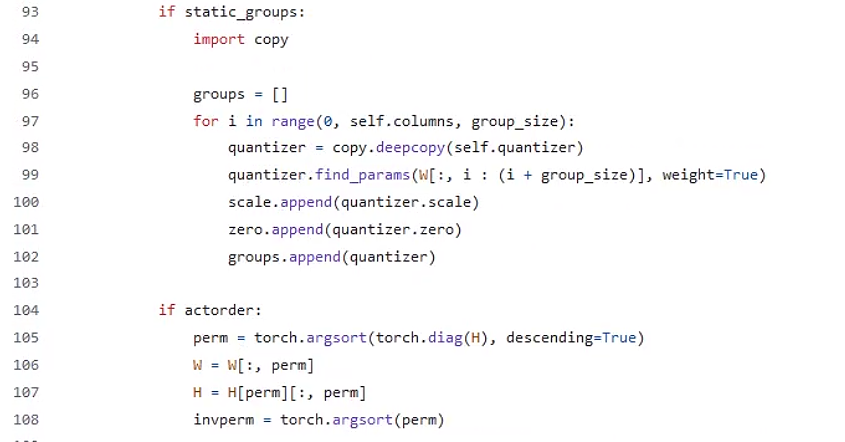 93 if static_groups:
94 import copy
95
96 groups = []
97 for i in range(0, self.columns, group_size):
98 quantizer = copy.deepcopy(self.quantizer)
99 quantizer.find_params(W[:, i : (i + group_size)], weight=True)
100 scale.append(quantizer.scale)
101 zero.append(quantizer.zero)
102 groups.append(quantizer)
103
104 if actorder:
105 perm = torch.argsort(torch.diag(H), descending=True)
106 W = W[:, perm]
107 H = H[perm][:, perm]
108 invperm = torch.argsort(perm)